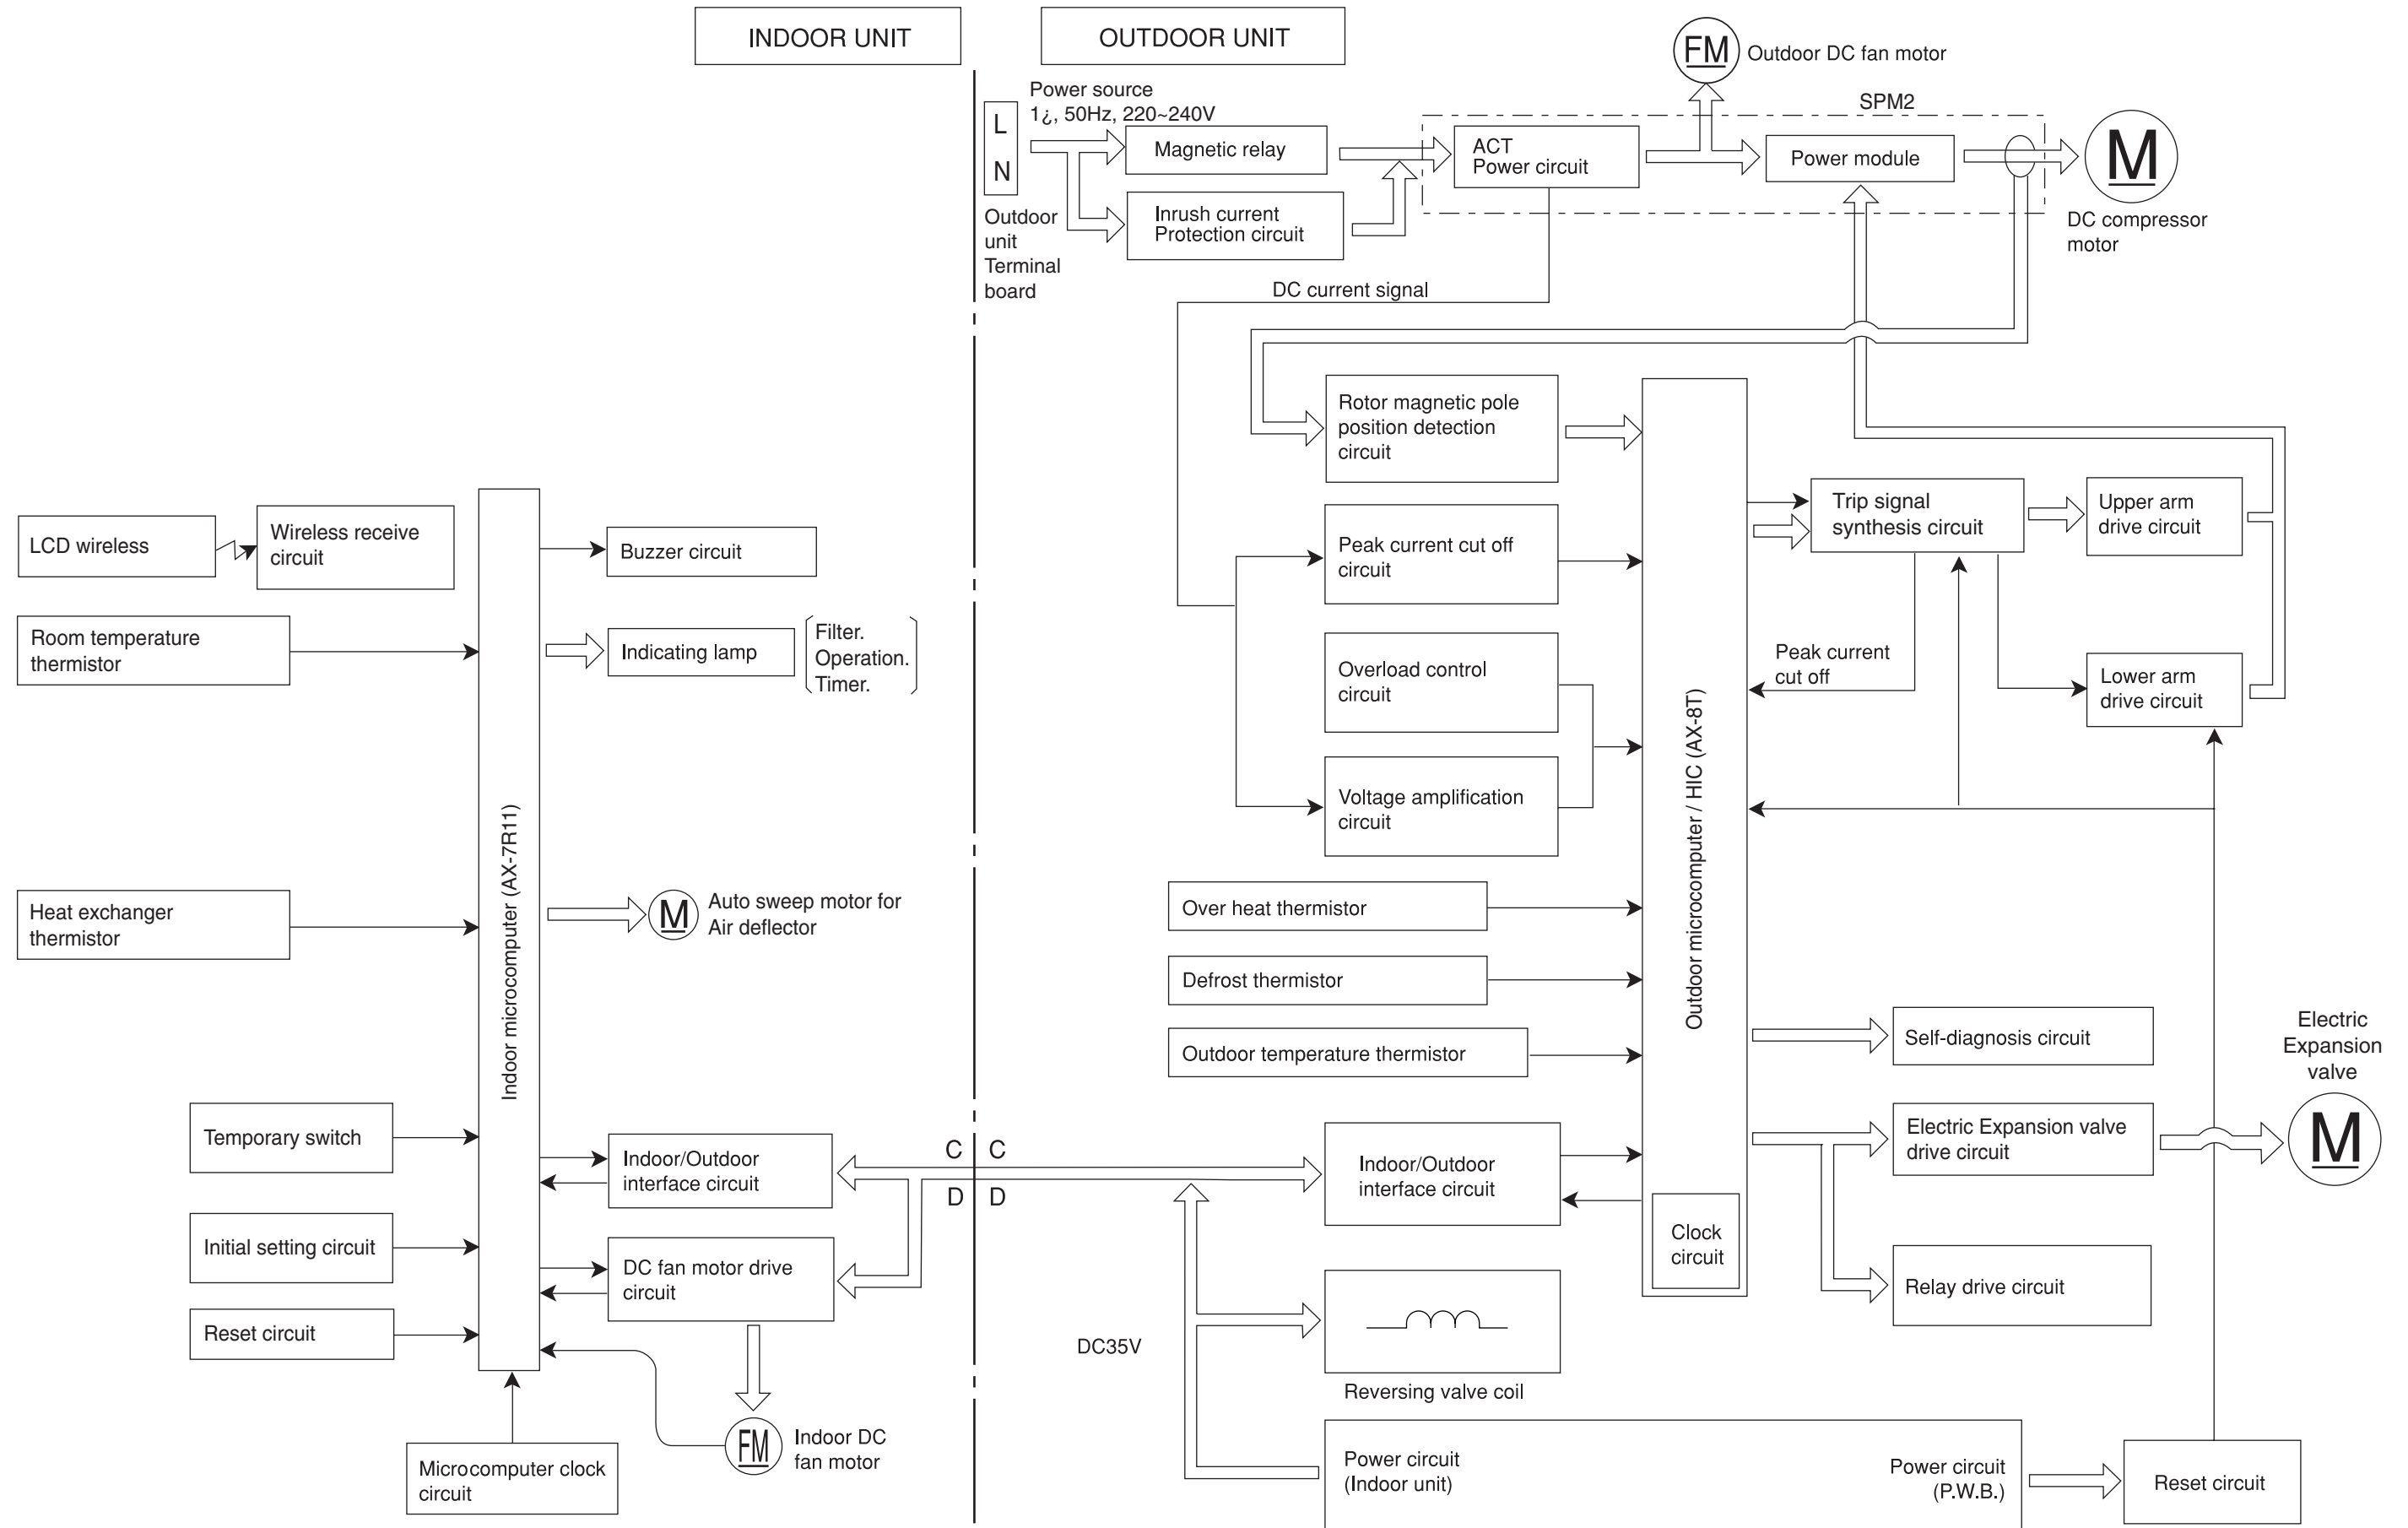 INDOOR UNIT
OUTDOOR UNIT
FM
Outdoor DC fan motor
Power source
1¿, 50Hz, 220~240V
SPM2
L
N
Magnetic relay
ACT
Power circuit
Power module
M
DC compressor
motor
Outdoor
unit
Terminal
board
Inrush current
Protection circuit
DC current signal
Rotor magnetic pole
position detection
circuit
LCD wireless
Wireless receive
circuit
Buzzer circuit
Peak current cut off
circuit
Trip signal
synthesis circuit
Upper arm
drive circuit
Room temperature
thermistor
Indicating lamp
Filter.
Operation.
Timer.
Overload control
circuit
Peak current
cut off
Lower arm
drive circuit
Voltage amplification
circuit
Indoor microcomputer (AX-7R11)
Outdoor microcomputer / HIC (AX-8T)
Heat exchanger
thermistor
M
Auto sweep motor for
Air deflector
Over heat thermistor
Defrost thermistor
Outdoor temperature thermistor
Self-diagnosis circuit
Electric
Expansion
valve
M
Temporary switch
Indoor/Outdoor
interface circuit
C C
D D
Indoor/Outdoor
interface circuit
Electric Expansion valve
drive circuit
Initial setting circuit
DC fan motor drive
circuit
Clock
circuit
Relay drive circuit
Reset circuit
DC35V
Reversing valve coil
Microcomputer clock
circuit
FM
Indoor DC
fan motor
Power circuit
(Indoor unit)
Power circuit
(P.W.B.)
Reset circuit